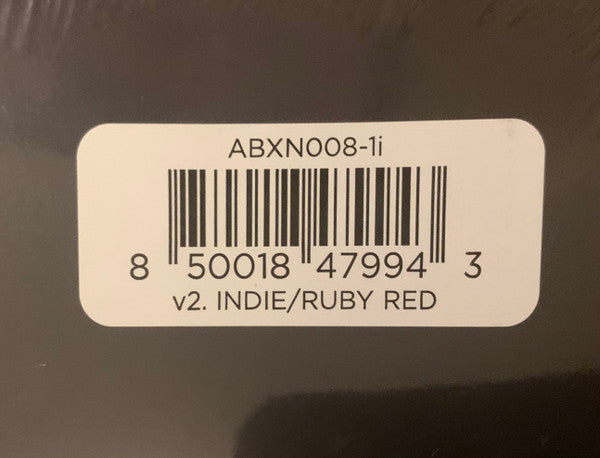 ABXN008-1i
8 50018 47994 3
v2. INDIE/RUBY RED